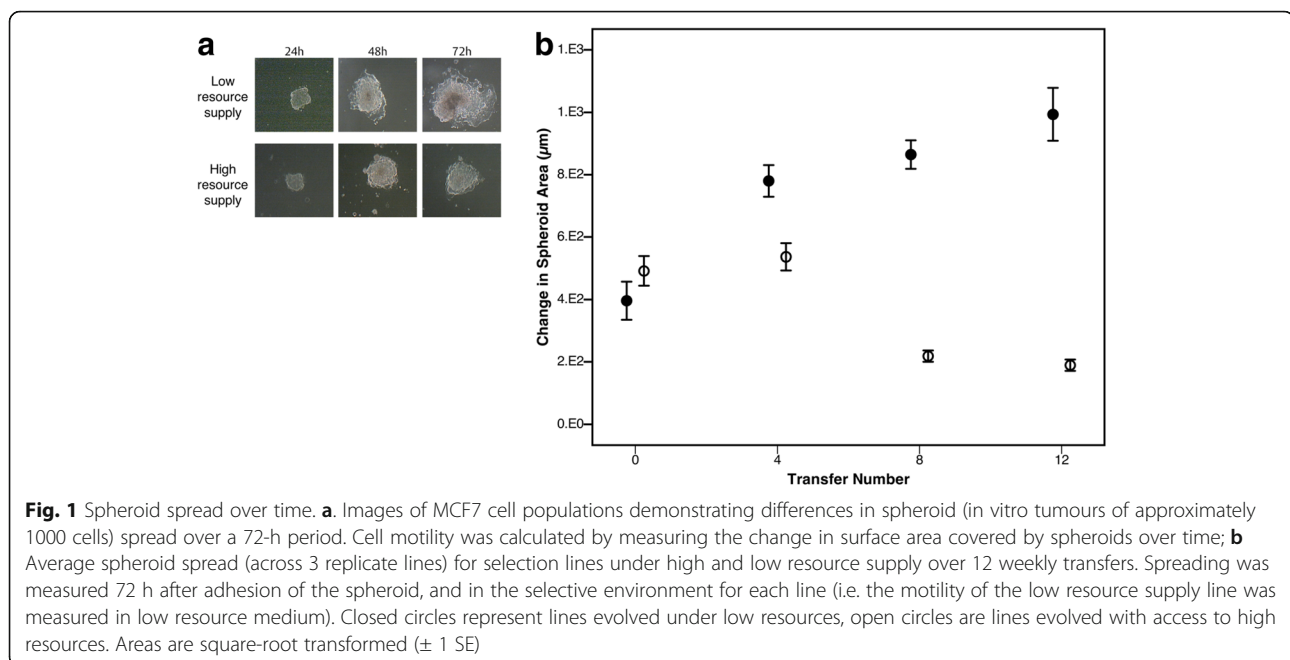 a
24h 48h 72h
Low
resource
supply
High
resource
supply
b
1.E3
1.E3
8.E2
6.E2
4.E2
2.E2
0.E0
Change in Spheroid Area (µm)
0 4 8 12
Transfer Number
Fig. 1 Spheroid spread over time. a. Images of MCF7 cell populations demonstrating differences in spheroid (in vitro tumours of approximately
1000 cells) spread over a 72-h period. Cell motility was calculated by measuring the change in surface area covered by spheroids over time; b
Average spheroid spread (across 3 replicate lines) for selection lines under high and low resource supply over 12 weekly transfers. Spreading was
measured 72 h after adhesion of the spheroid, and in the selective environment for each line (i.e. the motility of the low resource supply line was
measured in low resource medium). Closed circles represent lines evolved under low resources, open circles are lines evolved with access to high
resources. Areas are square-root transformed (± 1 SE)